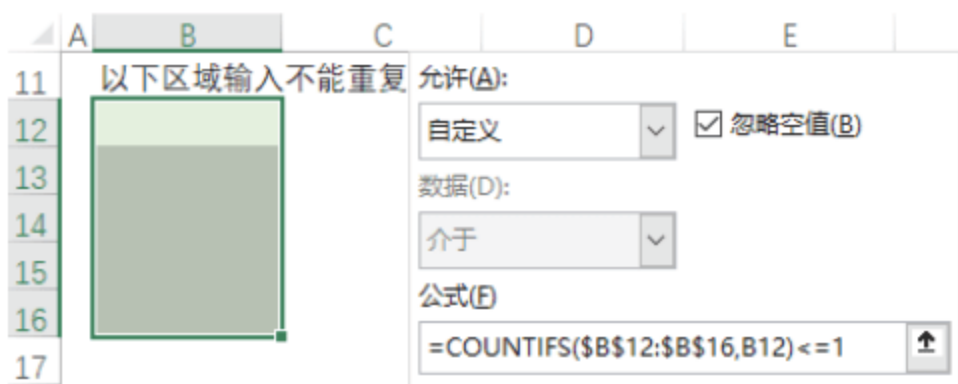 A B C D E
11 以下区域输入不能重复 允许(A):
12 自定义 忽略空值(B)
13 数据(D):
14 介于
15 公式(F)
16 =COUNTIFS($B$12:$B$16,B12)<=1
17